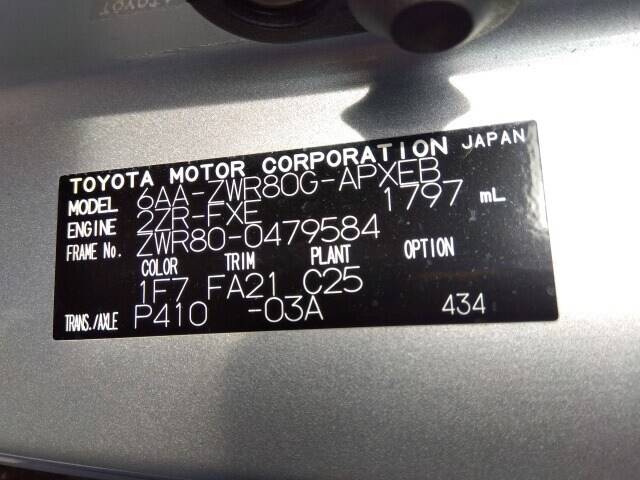 TOYOTA MOTOR CORPORATION JAPAN
MODEL 6AA-ZWR80G-APXEB
ENGINE 2ZR-FXE 1797 mL
FRAME No. ZWR80-0479584
COLOR TRIM PLANT OPTION
1F7 FA21 C25
TRANS./AXLE P410 -03A 434